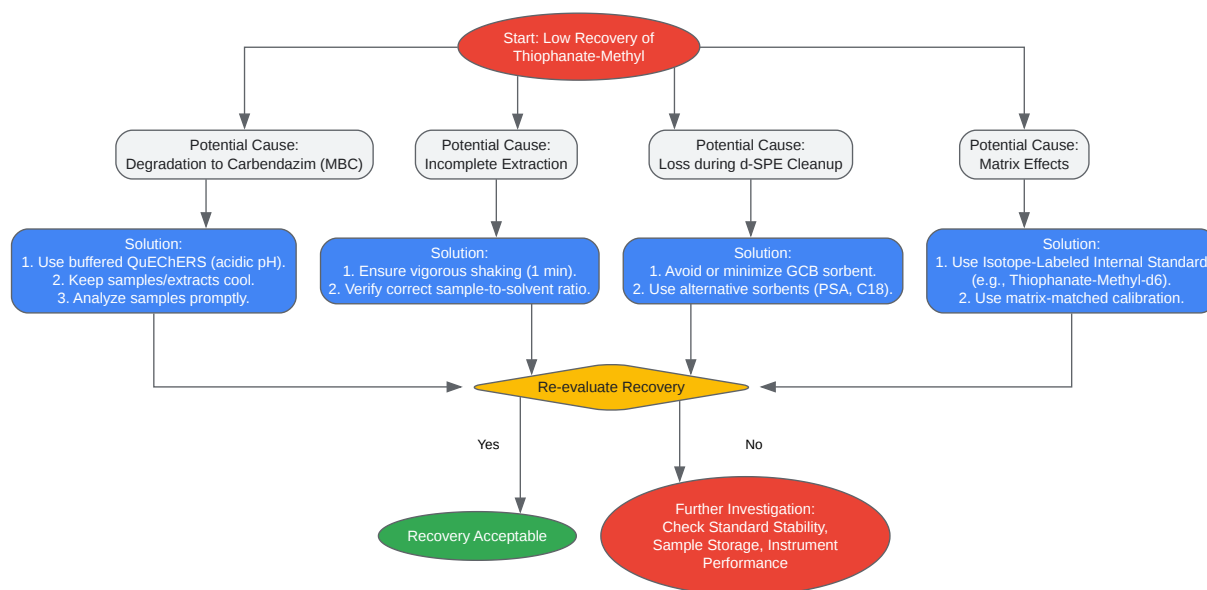 Start: Low Recovery of
Thiophanate-Methyl
Potential Cause:
Degradation to Carbendazim (MBC)
Potential Cause:
Incomplete Extraction
Potential Cause:
Loss during d-SPE Cleanup
Potential Cause:
Matrix Effects
Solution:
1. Use buffered QuEChERS (acidic pH).
2. Keep samples/extracts cool.
3. Analyze samples promptly.
Solution:
1. Ensure vigorous shaking (1 min).
2. Verify correct sample-to-solvent ratio.
Solution:
1. Avoid or minimize GCB sorbent.
2. Use alternative sorbents (PSA, C18).
Solution:
1. Use Isotope-Labeled Internal Standard
(e.g., Thiophanate-Methyl-d6).
2. Use matrix-matched calibration.
Re-evaluate Recovery
Yes
No
Recovery Acceptable
Further Investigation:
Check Standard Stability,
Sample Storage, Instrument
Performance